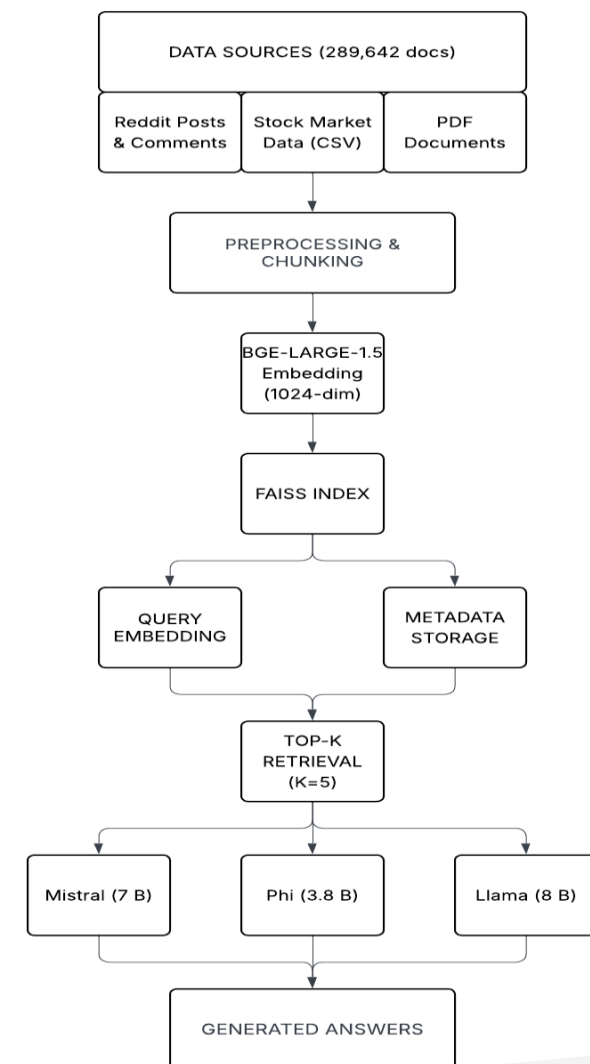 DATA SOURCES (289,642 docs)
Reddit Posts
& Comments
Stock Market
Data (CSV)
PDF
Documents
PREPROCESSING &
CHUNKING
BGE-LARGE-1.5
Embedding
(1024-dim)
FAISS INDEX
QUERY
EMBEDDING
METADATA
STORAGE
TOP-K
RETRIEVAL
(K=5)
Mistral (7 B)
Phi (3.8 B)
Llama (8 B)
GENERATED ANSWERS